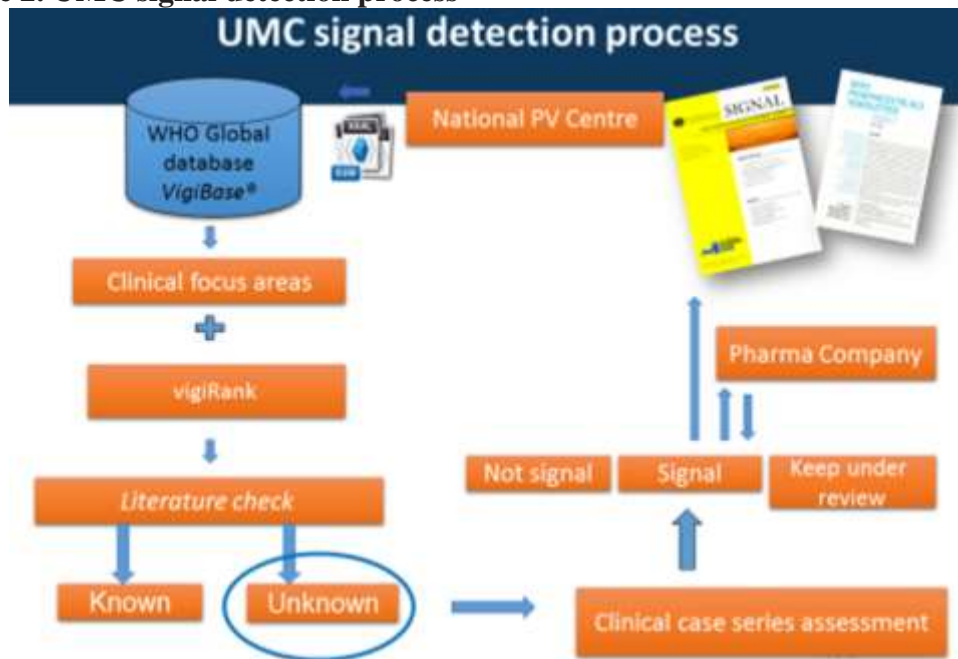 UMC signal detection process
WHO Global
database
VigiBase®
National PV Centre
SIGNAL
Clinical focus areas
vigiRank
Pharma Company
Literature check
Not signal
Signal
Keep under
review
Known
Unknown
Clinical case series assessment